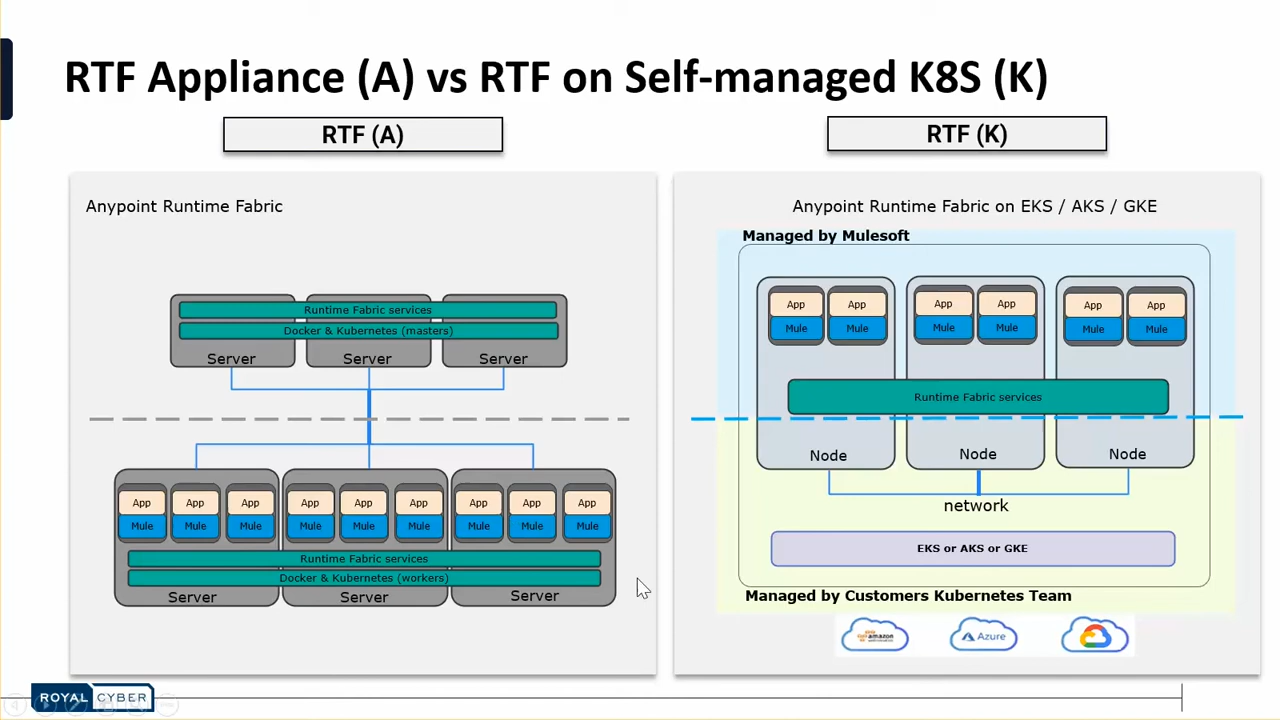 RTF Appliance (A) vs RTF on Self-managed K8S (K)
RTF (A)
Anypoint Runtime Fabric
Runtime Fabric services
Docker & Kubernetes (masters)
Server Server Server
App App App App App App App App App
Mule Mule Mule Mule Mule Mule Mule Mule Mule
Runtime Fabric services
Docker & Kubernetes (workers)
Server Server Server
RTF (K)
Anypoint Runtime Fabric on EKS / AKS / GKE
Managed by Mulesoft
App App App App App App
Mule Mule Mule Mule Mule Mule
Runtime Fabric services
Node Node Node
network
EKS or AKS or GKE
Managed by Customers Kubernetes Team
amazon Azure
ROYAL CYBER